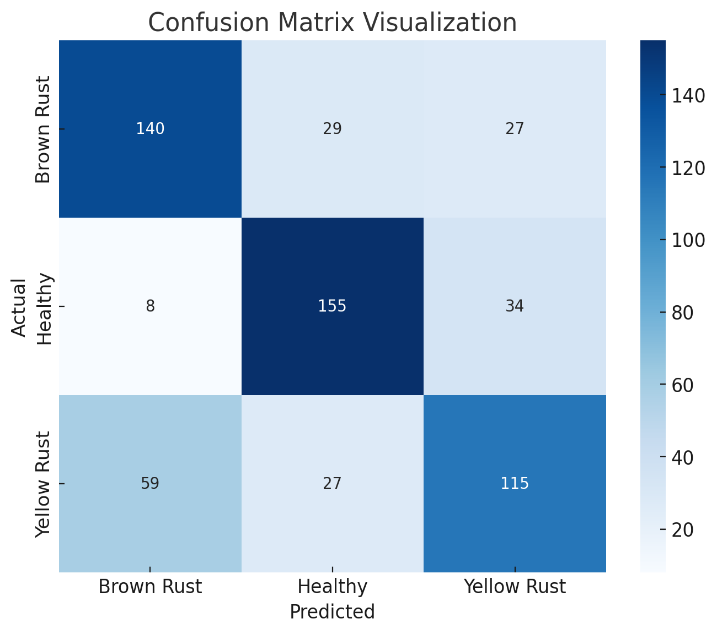 Confusion Matrix Visualization
Brown Rust
140
29
27
Actual
Healthy
8
155
34
Yellow Rust
59
27
115
Brown Rust
Healthy
Yellow Rust
Predicted
140
120
100
80
60
40
20